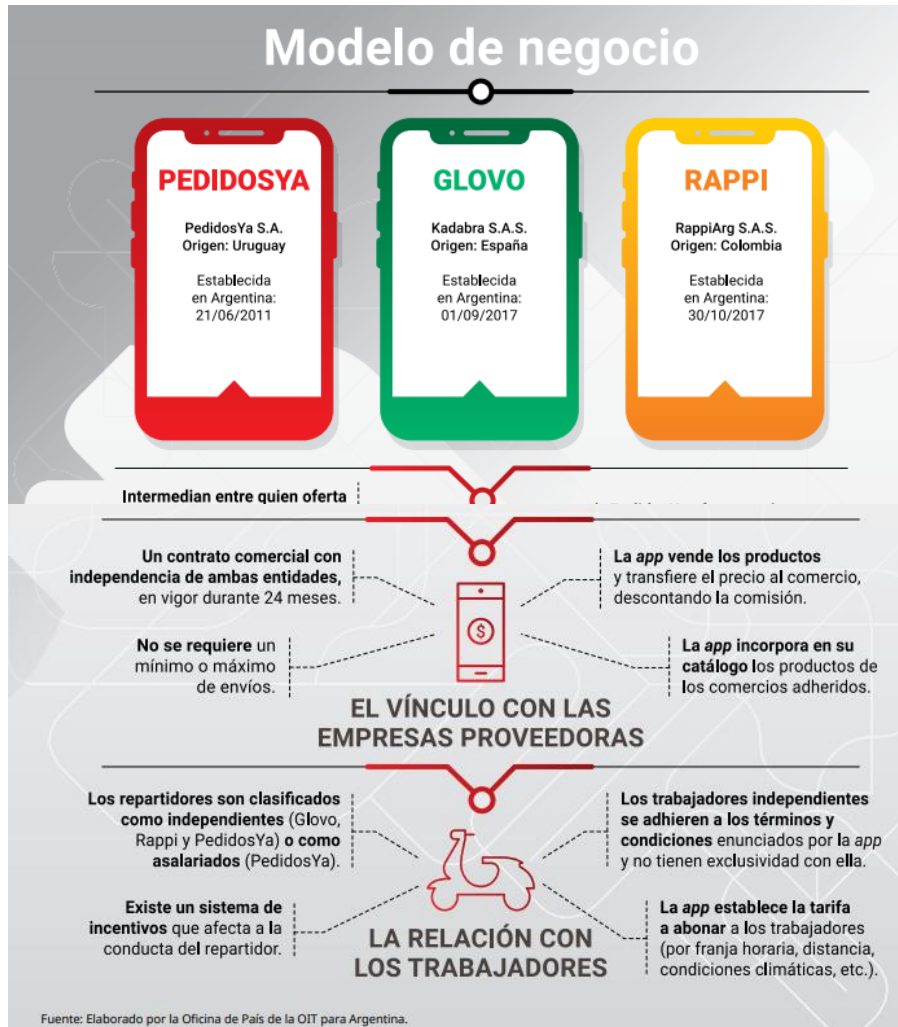 Modelo de negocio
PEDIDOSYA
PedidosYa S.A.
Origen: Uruguay
Establecida
en Argentina:
21/06/2011
GLOVO
Kadabra S.A.S.
Origen: España
Establecida
en Argentina:
01/09/2017
RAPPI
RappiArg S.A.S.
Origen: Colombia
Establecida
en Argentina:
30/10/2017
Intermedian entre quien oferta
Un contrato comercial con
independencia de ambas entidades,
en vigor durante 24 meses.
No se requiere un
mínimo o máximo
de envíos.
La app vende los productos
y transfiere el precio al comercio,
descontando la comisión.
La app incorpora en su
catálogo los productos de
los comercios adheridos.
$
EL VÍNCULO CON LAS
EMPRESAS PROVEEDORAS
Los repartidores son clasificados
como independientes (Glovo,
Rappi y PedidosYa) o como
asalariados (PedidosYa).
Existe un sistema de
incentivos que afecta a la
conducta del repartidor.
Los trabajadores independientes
se adhieren a los términos y
condiciones enunciados por la app
y no tienen exclusividad con ella.
La app establece la tarifa
a abonar a los trabajadores
(por franja horaria, distancia,
condiciones climáticas, etc.).
LA RELACIÓN CON
LOS TRABAJADORES
Fuente: Elaborado por la Oficina de País de la OIT para Argentina.